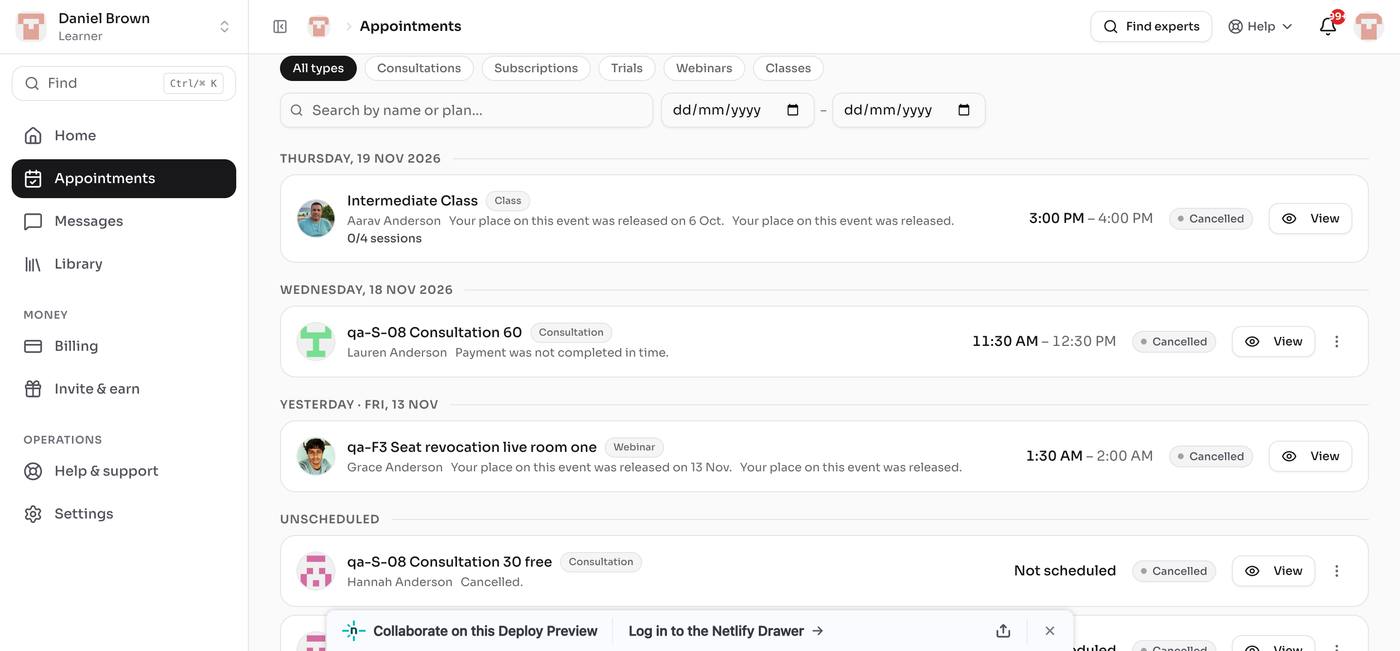 Daniel Brown
Learner
Appointments
Find experts
Help
99+
Find
Ctrl/⌘ K
Home
Appointments
Messages
Library
MONEY
Billing
Invite & earn
OPERATIONS
Help & support
Settings
All types
Consultations
Subscriptions
Trials
Webinars
Classes
Search by name or plan...
dd/mm/yyyy
–
dd/mm/yyyy
THURSDAY, 19 NOV 2026
Intermediate Class
Class
Aarav Anderson Your place on this event was released on 6 Oct. Your place on this event was released.
0/4 sessions
3:00 PM – 4:00 PM
Cancelled
View
WEDNESDAY, 18 NOV 2026
qa-S-08 Consultation 60
Consultation
Lauren Anderson Payment was not completed in time.
11:30 AM – 12:30 PM
Cancelled
View
YESTERDAY · FRI, 13 NOV
qa-F3 Seat revocation live room one
Webinar
Grace Anderson Your place on this event was released on 13 Nov. Your place on this event was released.
1:30 AM – 2:00 AM
Cancelled
View
UNSCHEDULED
qa-S-08 Consultation 30 free
Consultation
Hannah Anderson Cancelled.
Not scheduled
Cancelled
View
Collaborate on this Deploy Preview
Log in to the Netlify Drawer →
Cancelled
View